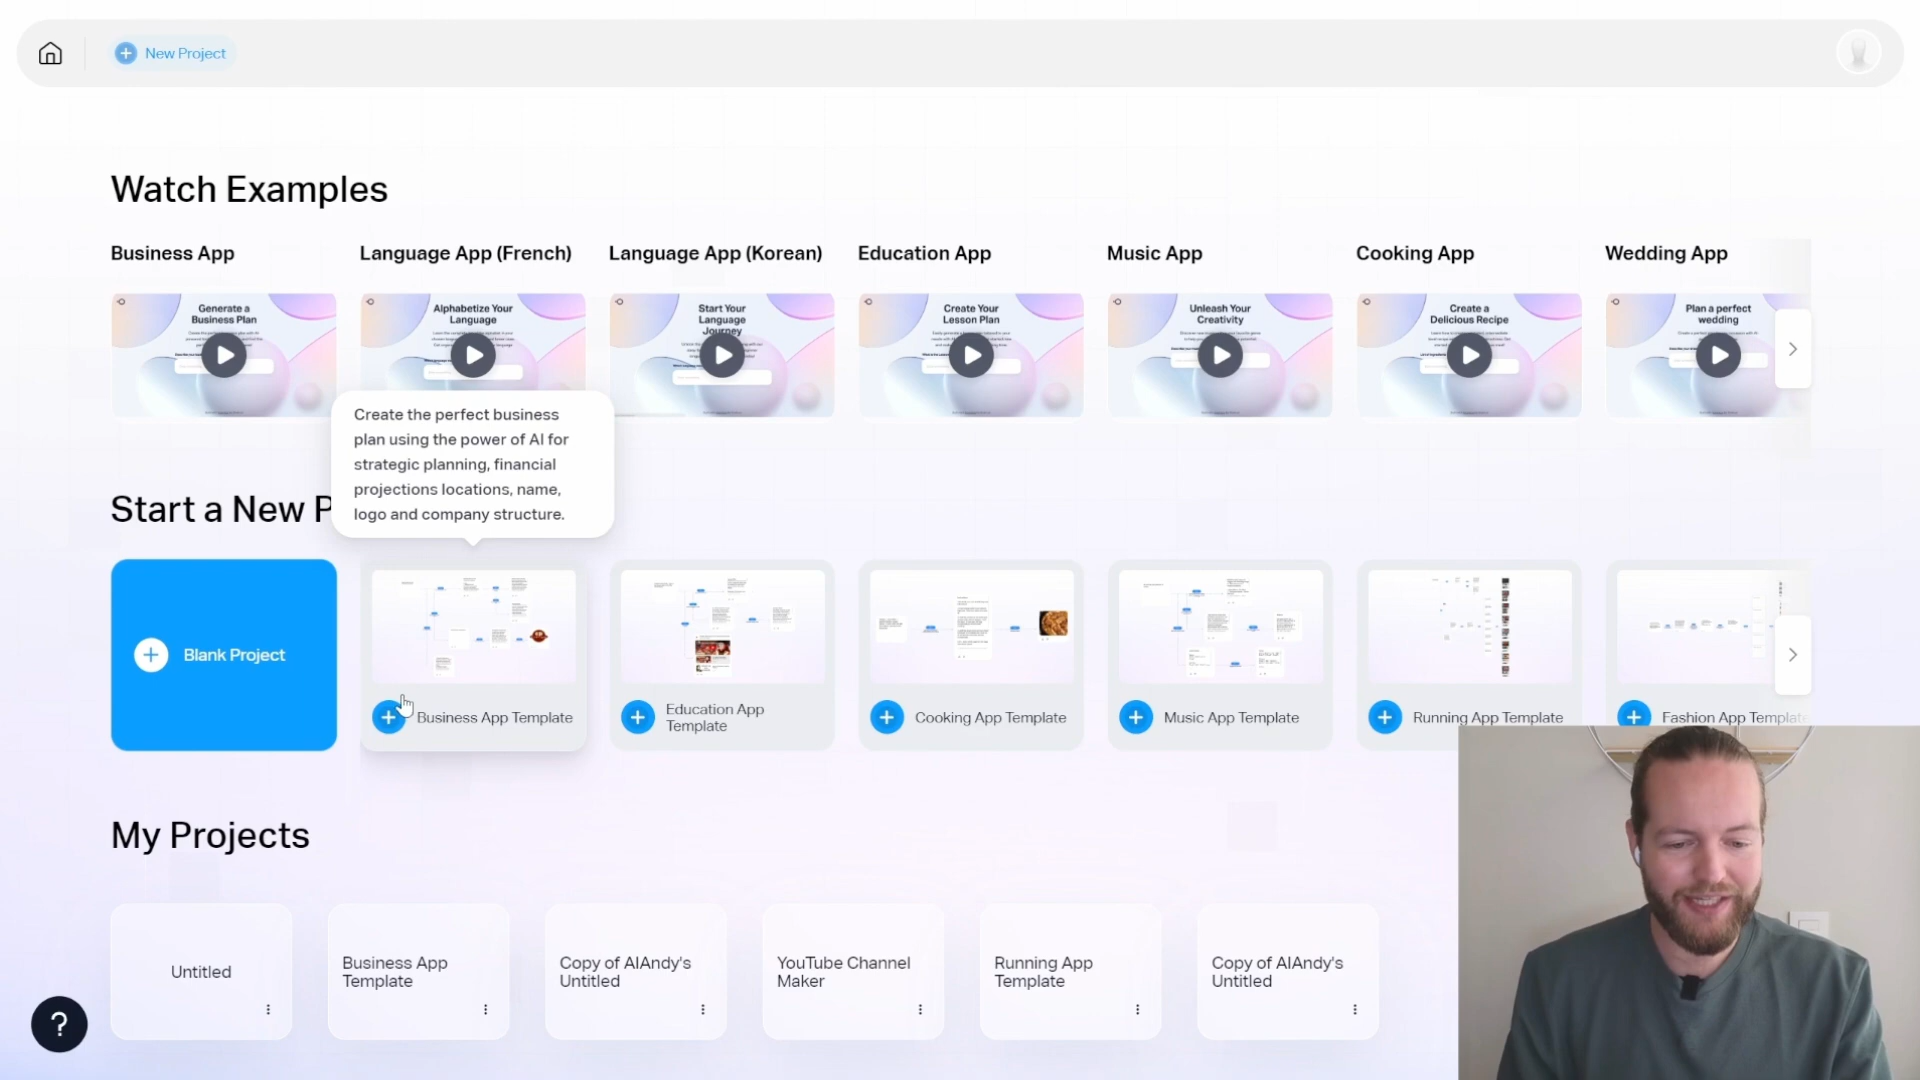 New Project
Watch Examples
Business App
Language App (French)
Language App (Korean)
Education App
Music App
Cooking App
Wedding App
Generate a
Business Plan
Alphabetize Your
Language
Start Your
Language
Journey
Create Your
Lesson Plan
Unleash Your
Creativity
Create a
Delicious Recipe
Plan a perfect
wedding
Create the perfect business
plan using the power of AI for
strategic planning, financial
projections locations, name,
logo and company structure.
Start a New P
Blank Project
Business App Template
Education App
Template
Cooking App Template
Music App Template
Running App Template
Fashion App Template
My Projects
Untitled
Business App
Template
Copy of AIAndy's
Untitled
YouTube Channel
Maker
Running App
Template
Copy of AIAndy's
Untitled
?